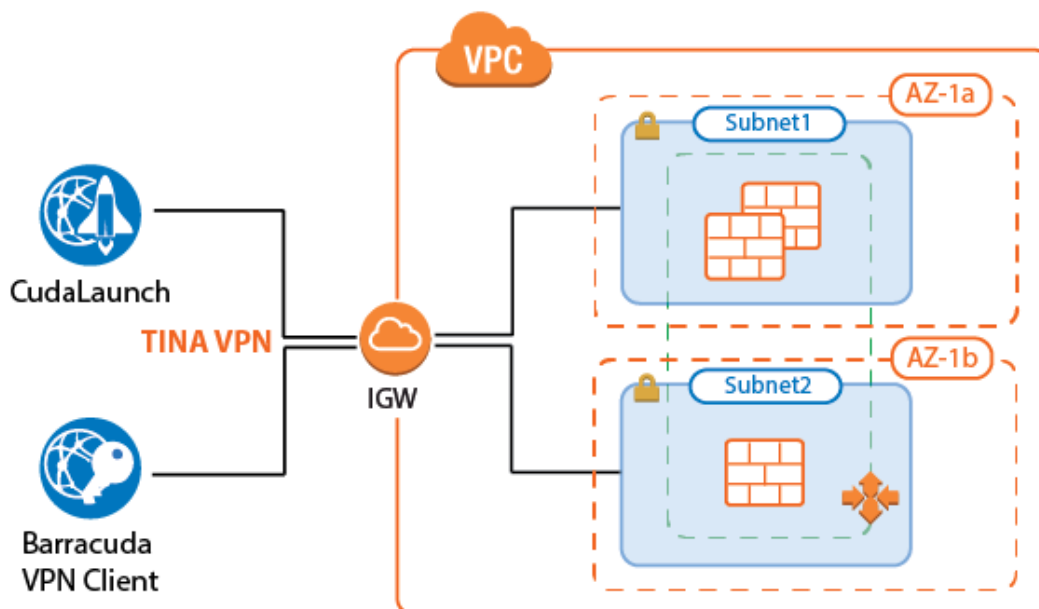 VPC
AZ-1a
Subnet1
CudaLaunch
TINA VPN
IGW
AZ-1b
Subnet2
Barracuda
VPN Client